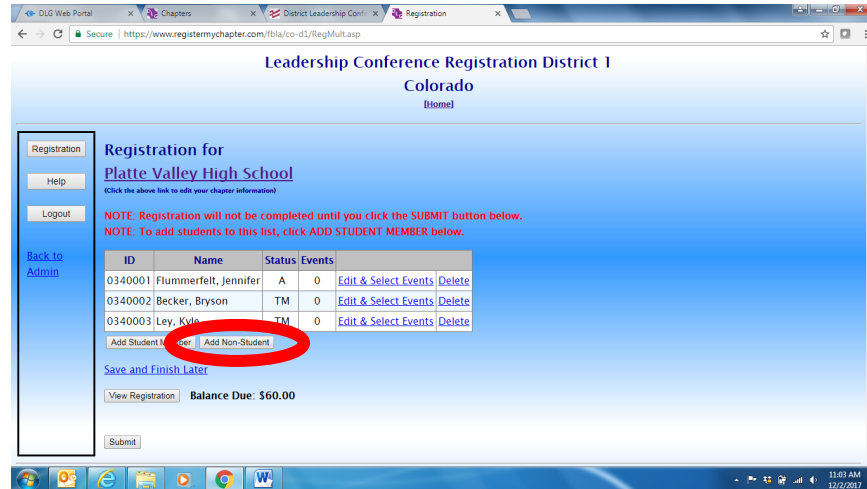 DLG Web Portal
Chapters
District Leadership Confe
Registration
Secure | https://www.registermychapter.com/fbla/co-d1/RegMult.asp
Leadership Conference Registration District 1
Colorado
[Home]
Registration
Help
Logout
Back to
Admin
Registration for
Platte Valley High School
(Click the above link to edit your chapter information)
NOTE: Registration will not be completed until you click the SUBMIT button below.
NOTE: To add students to this list, click ADD STUDENT MEMBER below.
ID Name Status Events
0340001 Flummerfelt, Jennifer A 0 Edit & Select Events Delete
0340002 Becker, Bryson TM 0 Edit & Select Events Delete
0340003 Ley, Kyle TM 0 Edit & Select Events Delete
Add Student Member Add Non-Student
Save and Finish Later
View Registration Balance Due: $60.00
Submit
11:03 AM
12/2/2017